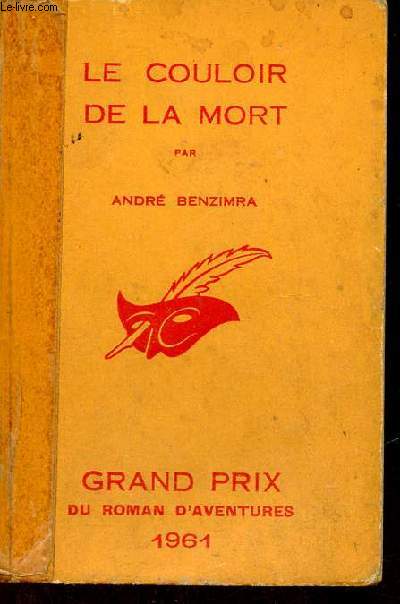 Le-livre.com
LE COULOIR
DE LA MORT
PAR
ANDRÉ BENZIMRA
GRAND PRIX
DU ROMAN D'AVENTURES
1961